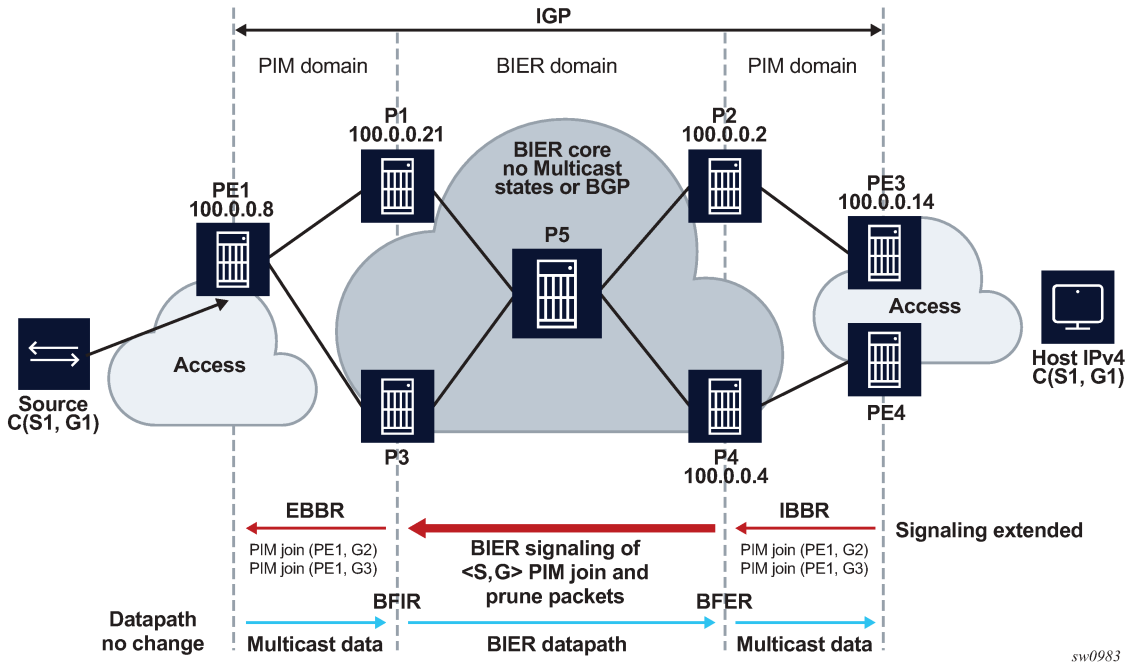 IGP
PIM domain
BIER domain
PIM domain
P1
100.0.0.21
P2
100.0.0.2
BIER core
no Multicast
states or BGP
PE1
100.0.0.8
PE3
100.0.0.14
P5
Access
Access
Source
C(S1, G1)
Host IPv4
C(S1, G1)
P3
P4
100.0.0.4
PE4
EBBR
IBBR
Signaling extended
PIM join (PE1, G2)
PIM join (PE1, G3)
BIER signaling of
<S,G> PIM join and
prune packets
PIM join (PE1, G2)
PIM join (PE1, G3)
BFIR
BFER
Datapath
no change
Multicast data
BIER datapath
Multicast data
sw0983